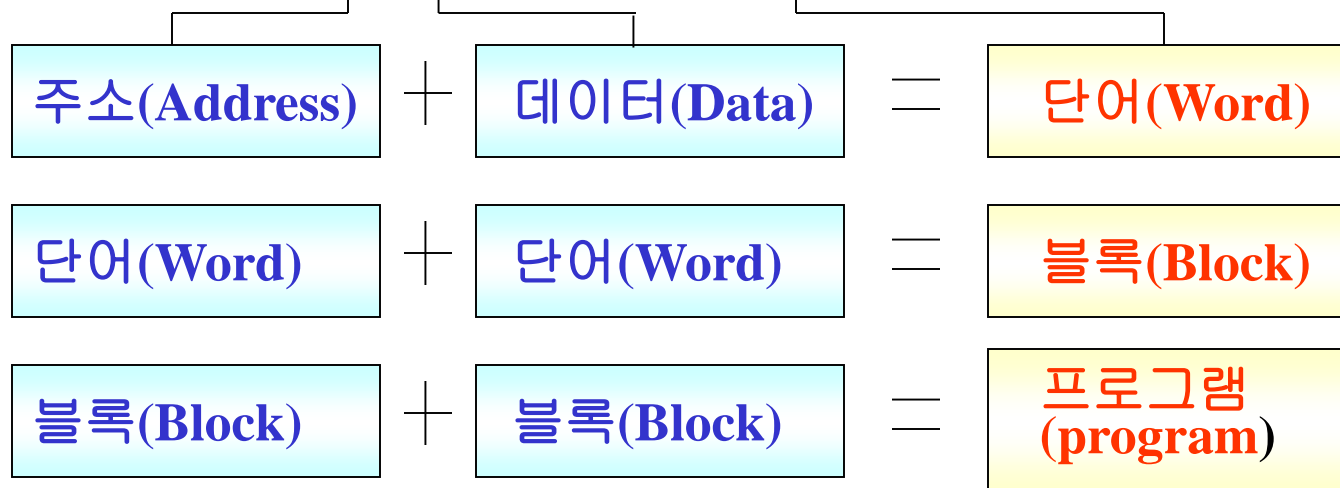 주소(Address) + 데이터(Data) = 단어(Word)
단어(Word) + 단어(Word) = 블록(Block)
블록(Block) + 블록(Block) = 프로그램
(program)